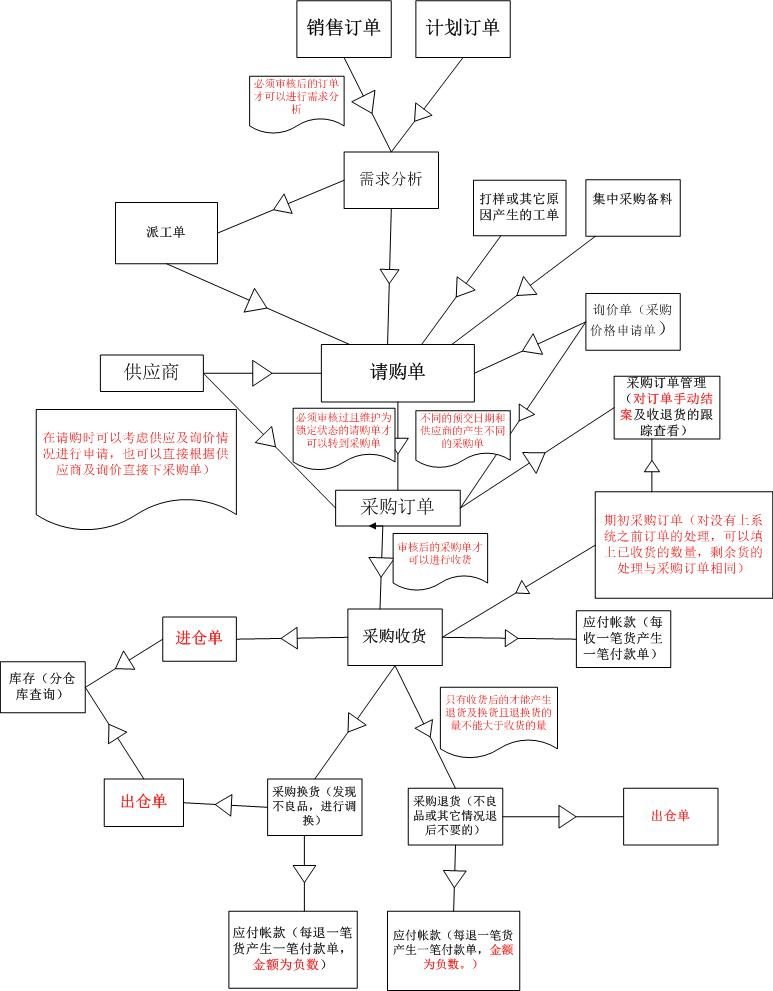 销售订单
计划订单
必须审核后的订单
才可以进行需求分
析
需求分析
打样或其它原
因产生的工单
集中采购备料
派工单
询价单（采购
价格申请单）
请购单
供应商
采购订单管理
（对订单手动结
案及收退货的跟
踪查看）
在请购时可以考虑供应及询价情
况进行申请，也可以直接根据供
应商及询价直接下采购单）
必须审核过且维护为
锁定状态的请购单才
可以转到采购单
不同的预交日期和
供应商的产生不同
的采购单
采购订单
期初采购订单（对没有上系
统之前订单的处理，可以填
上已收货的数量，剩余货的
处理与采购订单相同）
审核后的采购单才
可以进行收货
进仓单
采购收货
应付帐款（每
收一笔货产生
一笔付款单）
库存（分仓
库查询）
只有收货后的才能产生
退货及换货且退换货的
量不能大于收货的量
出仓单
采购换货（发现
不良品，进行调
换）
采购退货（不良
品或其它情况退
后不要的）
出仓单
应付帐款（每退一笔
货产生一笔付款单，
金额为负数）
应付帐款（每退一笔货
产生一笔付款单，金额
为负数。）